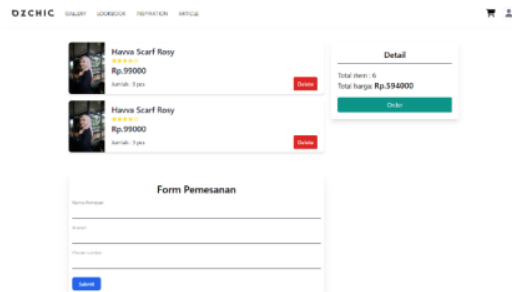 OZCHIC GALLERY LOOKBOOK INSPIRATION ARTICLE
Havva Scarf Rosy
Rp.99000
Jumlah : 3 pcs
Delete
Havva Scarf Rosy
Rp.99000
Jumlah : 3 pcs
Delete
Detail
Total item : 6
Total harga: Rp.594000
Order
Form Pemesanan
Nama Pemesan
Alamat
Phone number
Submit